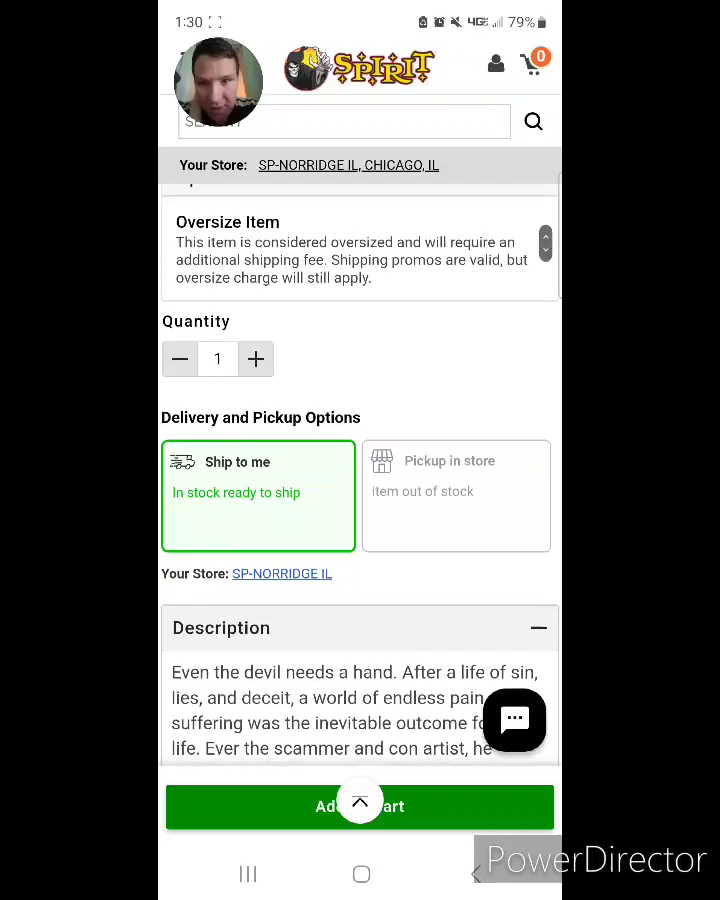 1:30 4GE 79%
SPIRIT 0
Your Store: SP-NORRIDGE IL, CHICAGO, IL
Oversize Item
This item is considered oversized and will require an
additional shipping fee. Shipping promos are valid, but
oversize charge will still apply.
Quantity
1
Delivery and Pickup Options
Ship to me
In stock ready to ship
Pickup in store
Item out of stock
Your Store: SP-NORRIDGE IL
Description
Even the devil needs a hand. After a life of sin,
lies, and deceit, a world of endless pain
suffering was the inevitable outcome
life. Ever the scammer and con artist, he
PowerDirector